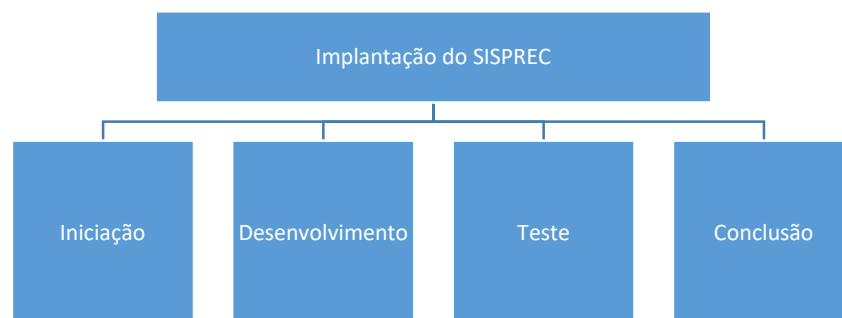 Implantação do SISPREC
Iniciação
Desenvolvimento
Teste
Conclusão